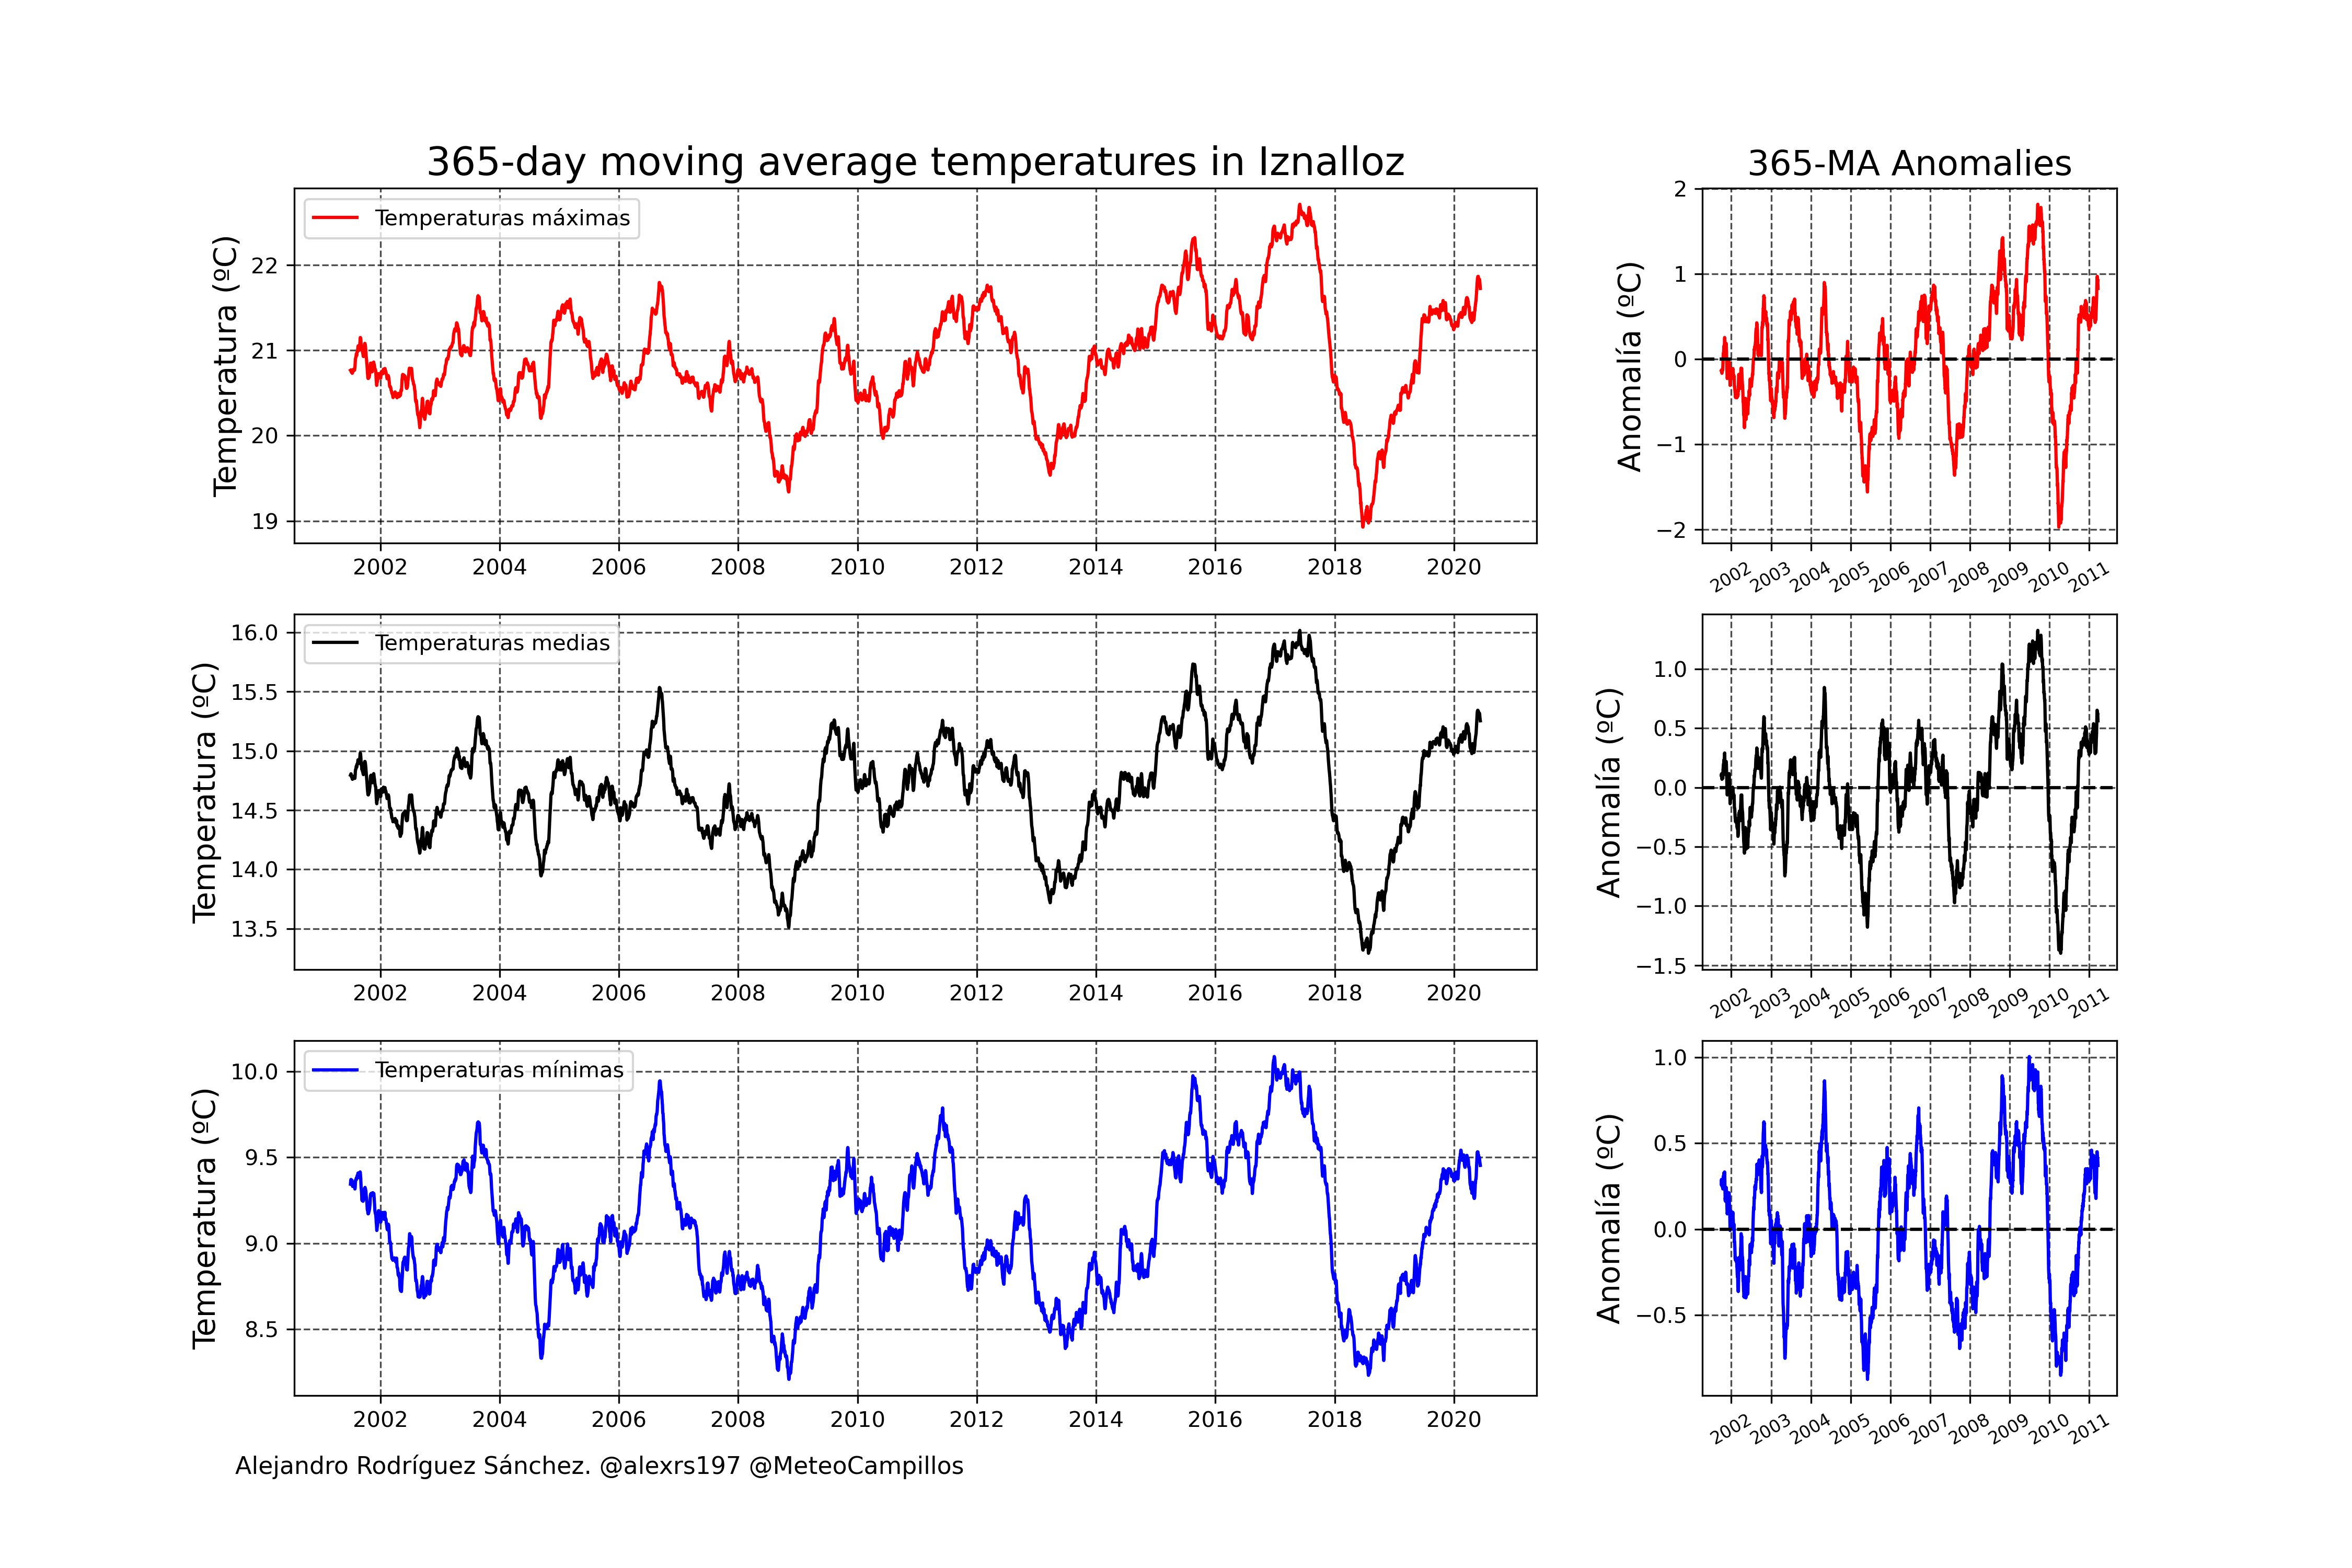 365-day moving average temperatures in Iznalloz
365-MA Anomalies
Temperaturas máximas
Temperatura (ºC)
22
21
20
19
2002 2004 2006 2008 2010 2012 2014 2016 2018 2020
Anomalía (ºC)
2
1
0
−1
−2
2002 2003 2004 2005 2006 2007 2008 2009 2010 2011
Temperaturas medias
Temperatura (ºC)
16.0
15.5
15.0
14.5
14.0
13.5
2002 2004 2006 2008 2010 2012 2014 2016 2018 2020
Anomalía (ºC)
1.0
0.5
0.0
−0.5
−1.0
−1.5
2002 2003 2004 2005 2006 2007 2008 2009 2010 2011
Temperaturas mínimas
Temperatura (ºC)
10.0
9.5
9.0
8.5
2002 2004 2006 2008 2010 2012 2014 2016 2018 2020
Anomalía (ºC)
1.0
0.5
0.0
−0.5
2002 2003 2004 2005 2006 2007 2008 2009 2010 2011
Alejandro Rodríguez Sánchez. @alexrs197 @MeteoCampillos